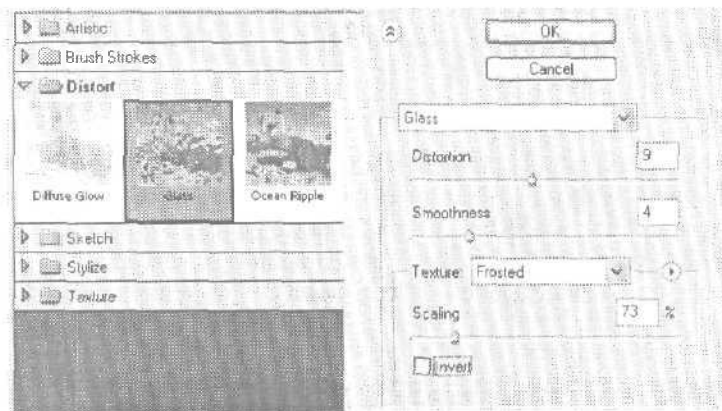 Artistic
Brush Strokes
Distort
Diffuse Glow
Glass
Ocean Ripple
Sketch
Stylize
Texture
OK
Cancel
Glass
Distortion 9
Smoothness 4
Texture: Frosted
Scaling 73 %
Invert